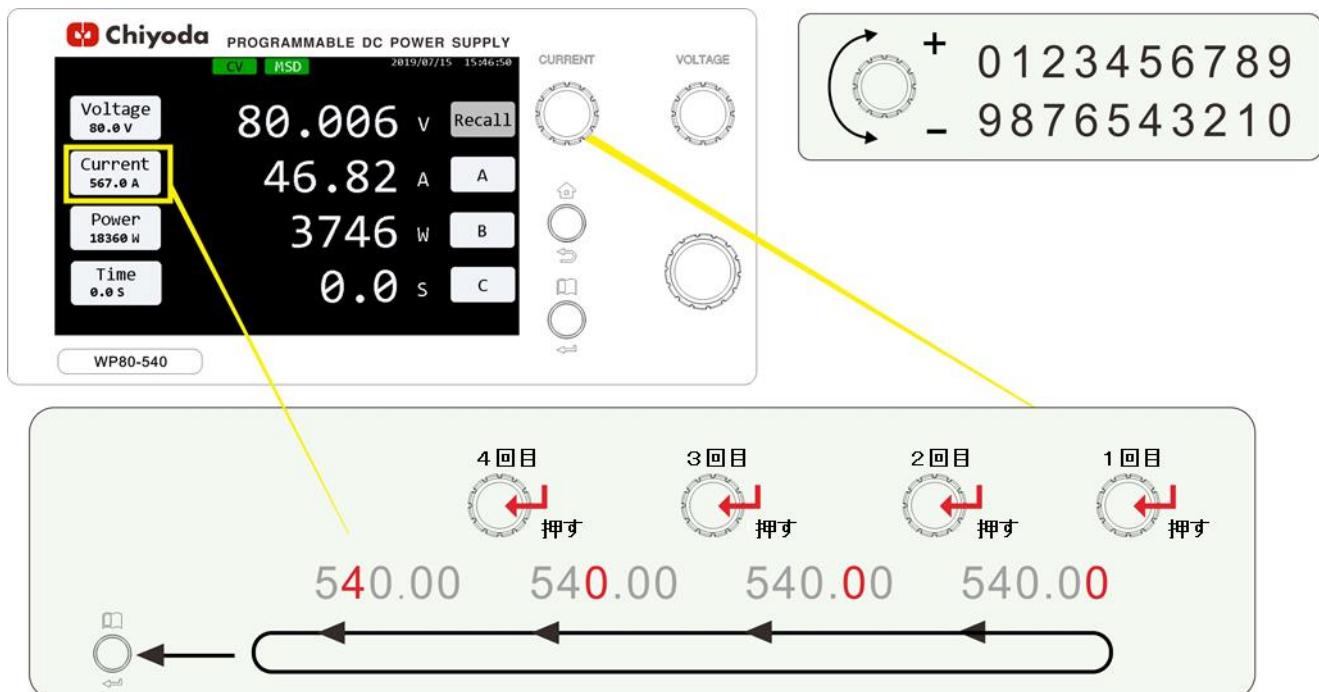 Chiyoda PROGRAMMABLE DC POWER SUPPLY
CV MSD 2019/07/15 15:46:50
Voltage
80.0 V
80.006 V
Recall
Current
567.0 A
46.82 A
A
Power
18360 W
3746 W
B
Time
0.0 S
0.0 S
C
WP80-540
CURRENT
VOLTAGE
+ 0123456789
- 9876543210
4回目 3回目 2回目 1回目
押す 押す 押す 押す
540.00 540.00 540.00 540.00